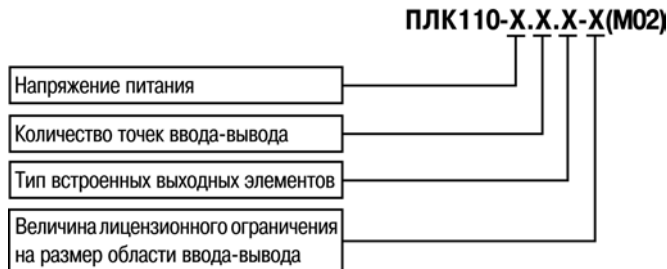 ПЛК110-Х.Х.Х-Х(М02)
Напряжение питания
Количество точек ввода-вывода
Тип встроенных выходных элементов
Величина лицензионного ограничения
на размер области ввода-вывода